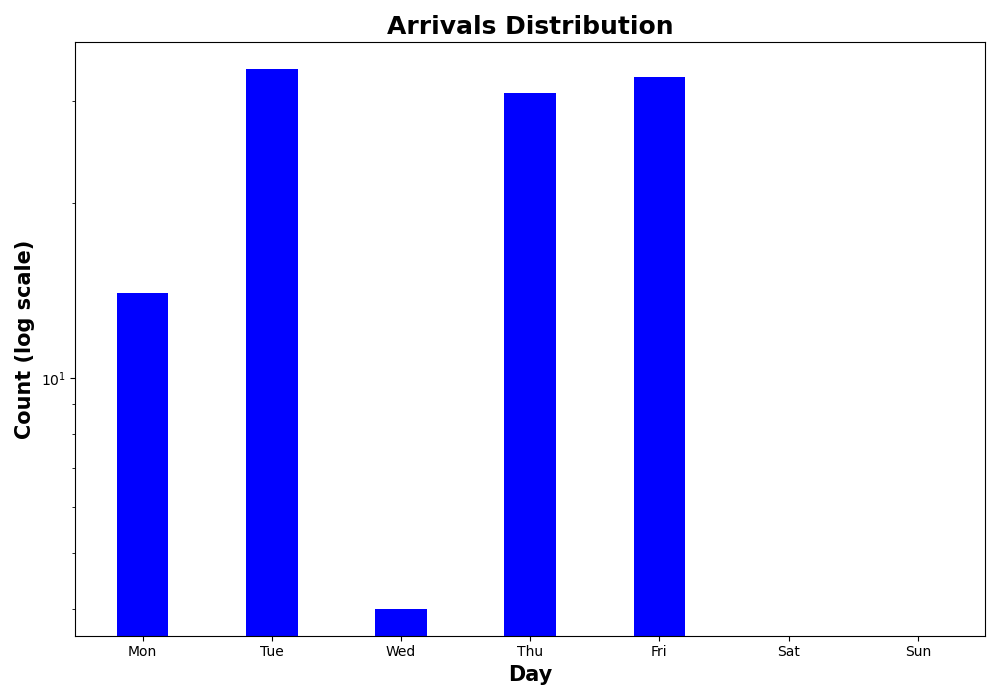 Arrivals Distribution
Count (log scale)
10¹
Mon Tue Wed Thu Fri Sat Sun
Day